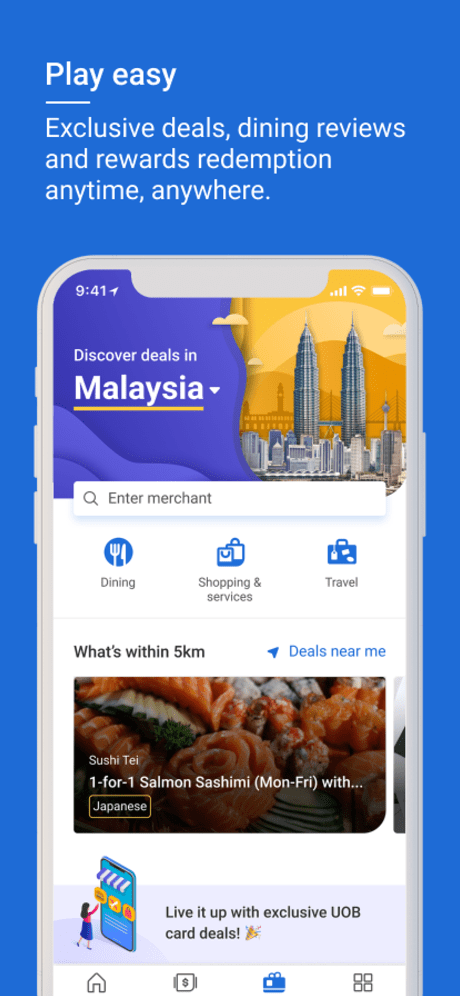 Play easy
Exclusive deals, dining reviews
and rewards redemption
anytime, anywhere.
9:41
Discover deals in
Malaysia
Enter merchant
Dining
Shopping &
services
Travel
What's within 5km
Deals near me
Sushi Tei
1-for-1 Salmon Sashimi (Mon-Fri) with...
Japanese
Live it up with exclusive UOB
card deals! 🎉